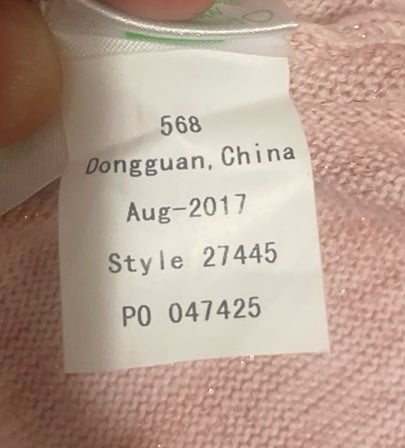 568
Dongguan, China
Aug-2017
Style 27445
PO 047425